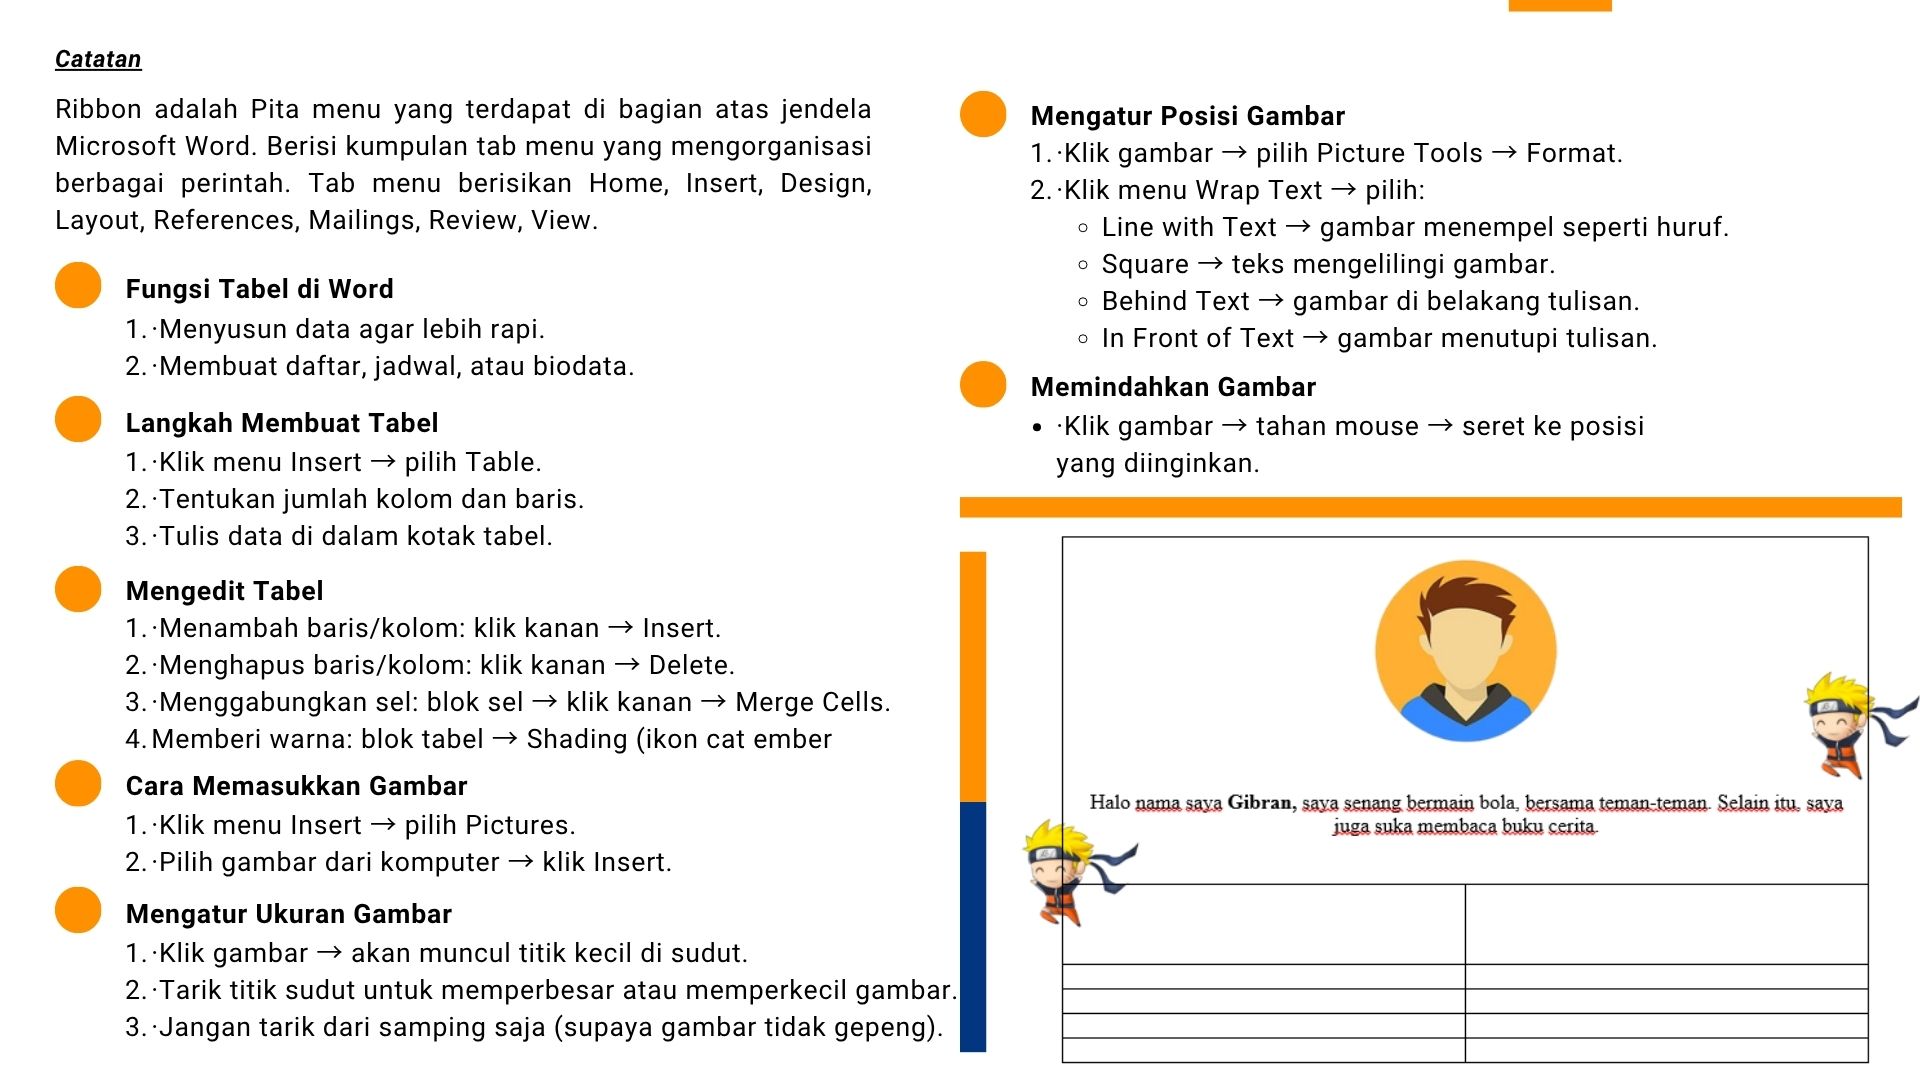 Catatan
Ribbon adalah Pita menu yang terdapat di bagian atas jendela
Microsoft Word. Berisi kumpulan tab menu yang mengorganisasi
berbagai perintah. Tab menu berisikan Home, Insert, Design,
Layout, References, Mailings, Review, View.
Fungsi Tabel di Word
1. ·Menyusun data agar lebih rapi.
2. ·Membuat daftar, jadwal, atau biodata.
Langkah Membuat Tabel
1. ·Klik menu Insert → pilih Table.
2. ·Tentukan jumlah kolom dan baris.
3. ·Tulis data di dalam kotak tabel.
Mengedit Tabel
1. ·Menambah baris/kolom: klik kanan → Insert.
2. ·Menghapus baris/kolom: klik kanan → Delete.
3. ·Menggabungkan sel: blok sel → klik kanan → Merge Cells.
4. Memberi warna: blok tabel → Shading (ikon cat ember
Cara Memasukkan Gambar
1. ·Klik menu Insert → pilih Pictures.
2. ·Pilih gambar dari komputer → klik Insert.
Mengatur Ukuran Gambar
1. ·Klik gambar → akan muncul titik kecil di sudut.
2. ·Tarik titik sudut untuk memperbesar atau memperkecil gambar.
3. ·Jangan tarik dari samping saja (supaya gambar tidak gepeng).
Mengatur Posisi Gambar
1. ·Klik gambar → pilih Picture Tools → Format.
2. ·Klik menu Wrap Text → pilih:
Line with Text → gambar menempel seperti huruf.
Square → teks mengelilingi gambar.
Behind Text → gambar di belakang tulisan.
In Front of Text → gambar menutupi tulisan.
Memindahkan Gambar
• ·Klik gambar → tahan mouse → seret ke posisi
yang diinginkan.
Halo nama saya Gibran, saya senang bermain bola, bersama teman-teman. Selain itu, saya
juga suka membaca buku cerita.